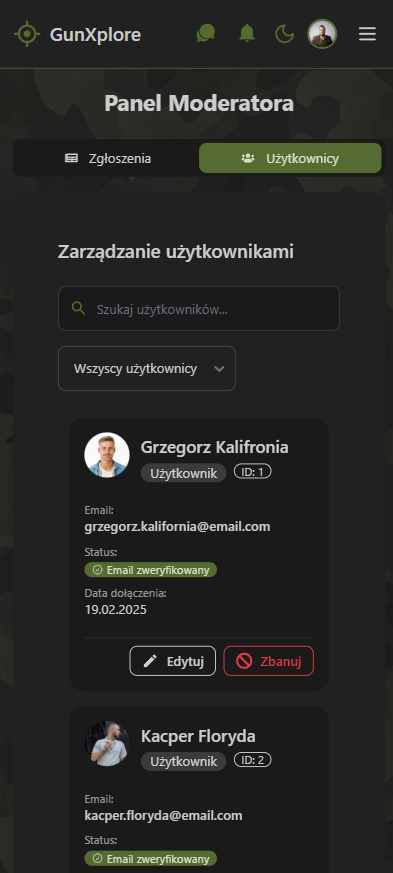 GunXplore
Panel Moderatora
Zgłoszenia
Użytkownicy
Zarządzanie użytkownikami
Szukaj użytkowników...
Wszyscy użytkownicy
Grzegorz Kalifronia
Użytkownik
ID: 1
Email:
grzegorz.kalifornia@email.com
Status:
Email zweryfikowany
Data dołączenia:
19.02.2025
Edytuj
Zbanuj
Kacper Floryda
Użytkownik
ID: 2
Email:
kacper.floryda@email.com
Status:
Email zweryfikowany